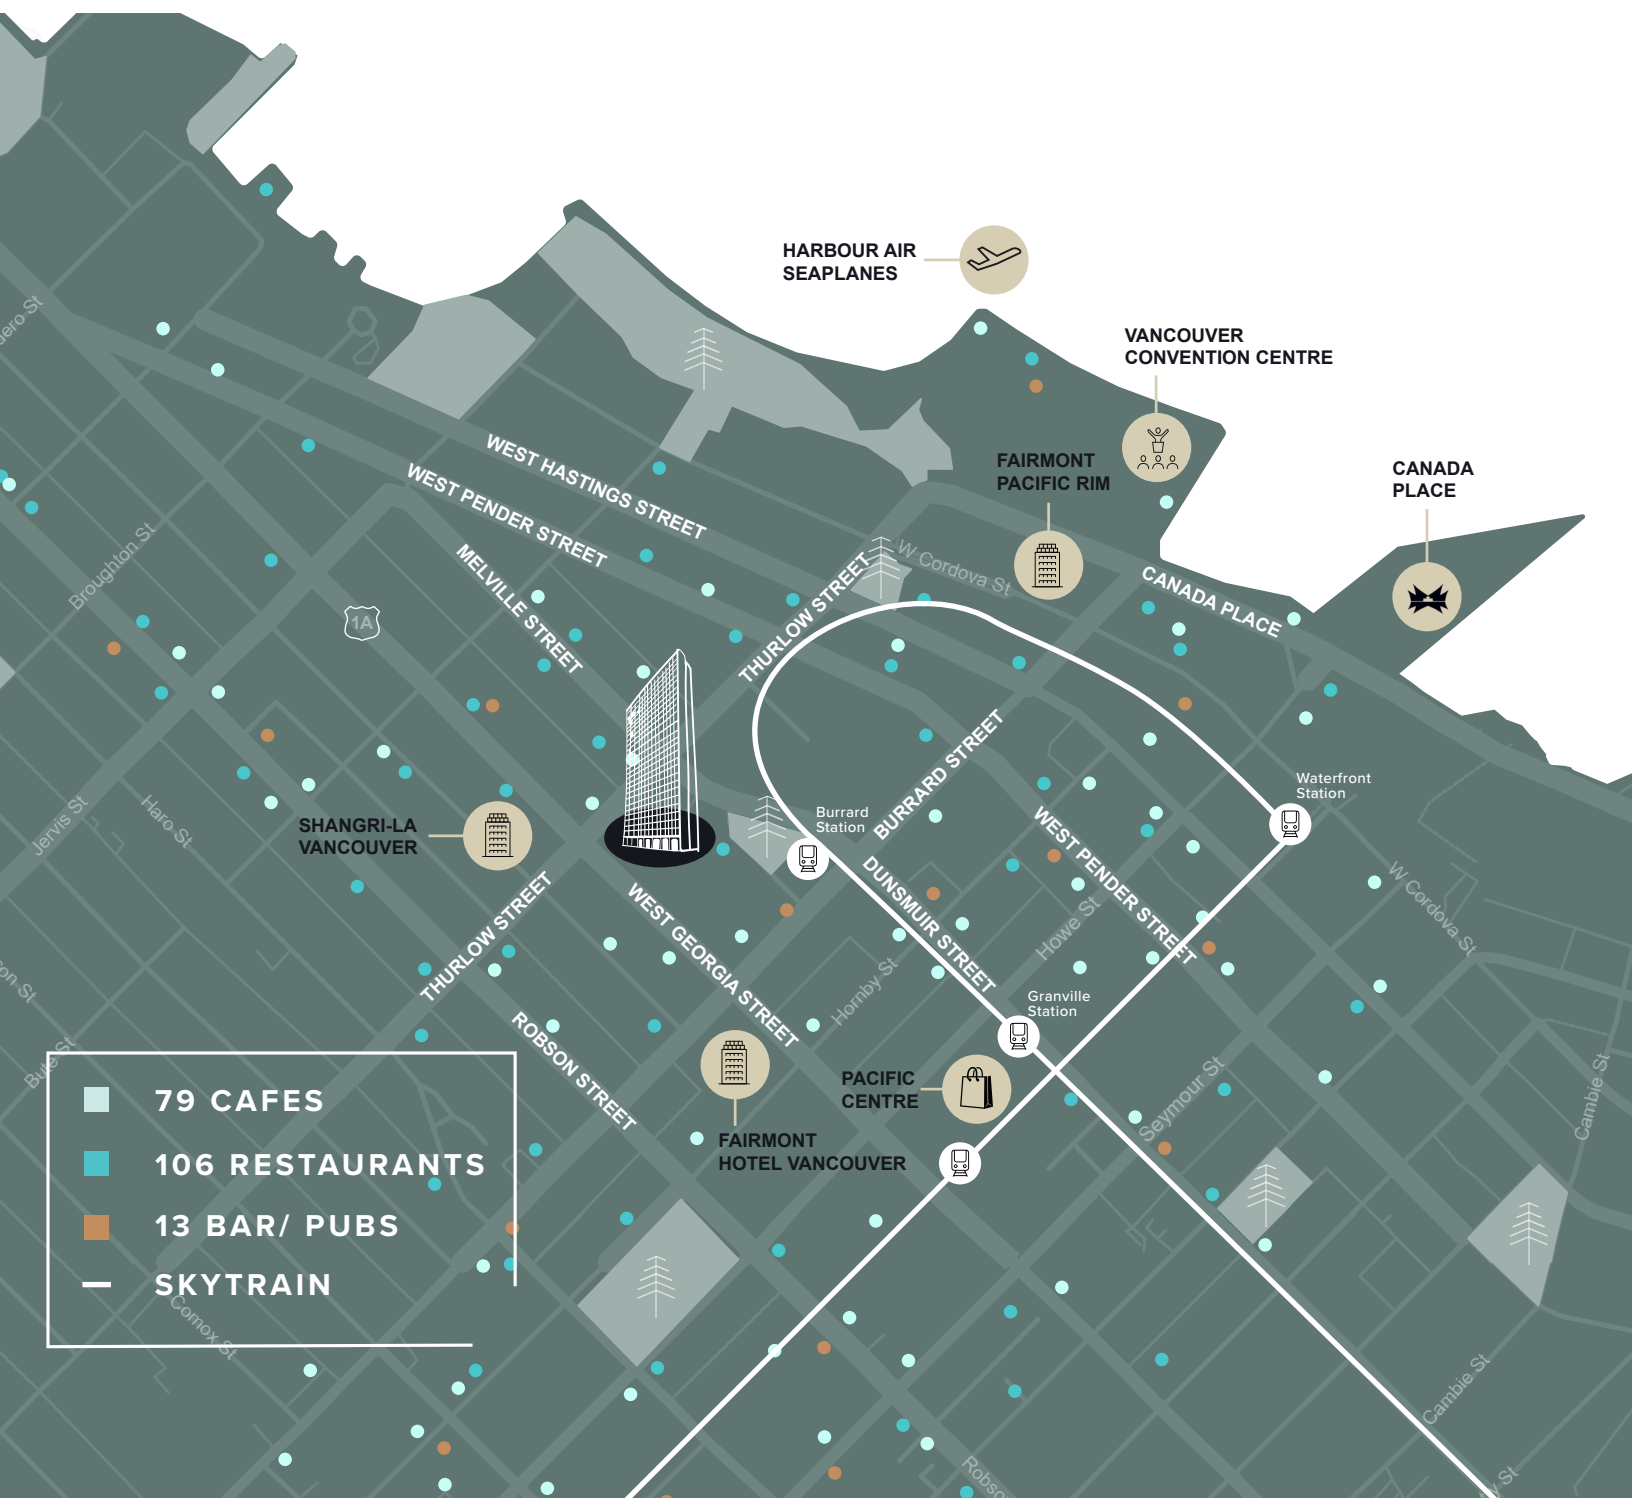 HARBOUR AIR
SEAPLANES
VANCOUVER
CONVENTION CENTRE
FAIRMONT
PACIFIC RIM
CANADA
PLACE
WEST HASTINGS STREET
WEST PENDER STREET
MELVILLE STREET
THURLOW STREET
W Cordova St
CANADA PLACE
Broughton St
1A
BURRARD STREET
Waterfront
Station
Burrard
Station
SHANGRI-LA
VANCOUVER
Jervis St
Haro St
WEST PENDER STREET
DUNSMUIR STREET
W Cordova St
THURLOW STREET
WEST GEORGIA STREET
Howe St
Hornby St
Granville
Station
ROBSON STREET
Bute St
PACIFIC
CENTRE
Seymour St
Cambie St
FAIRMONT
HOTEL VANCOUVER
79 CAFES
106 RESTAURANTS
13 BAR/ PUBS
SKYTRAIN
Comox St
Cambie St